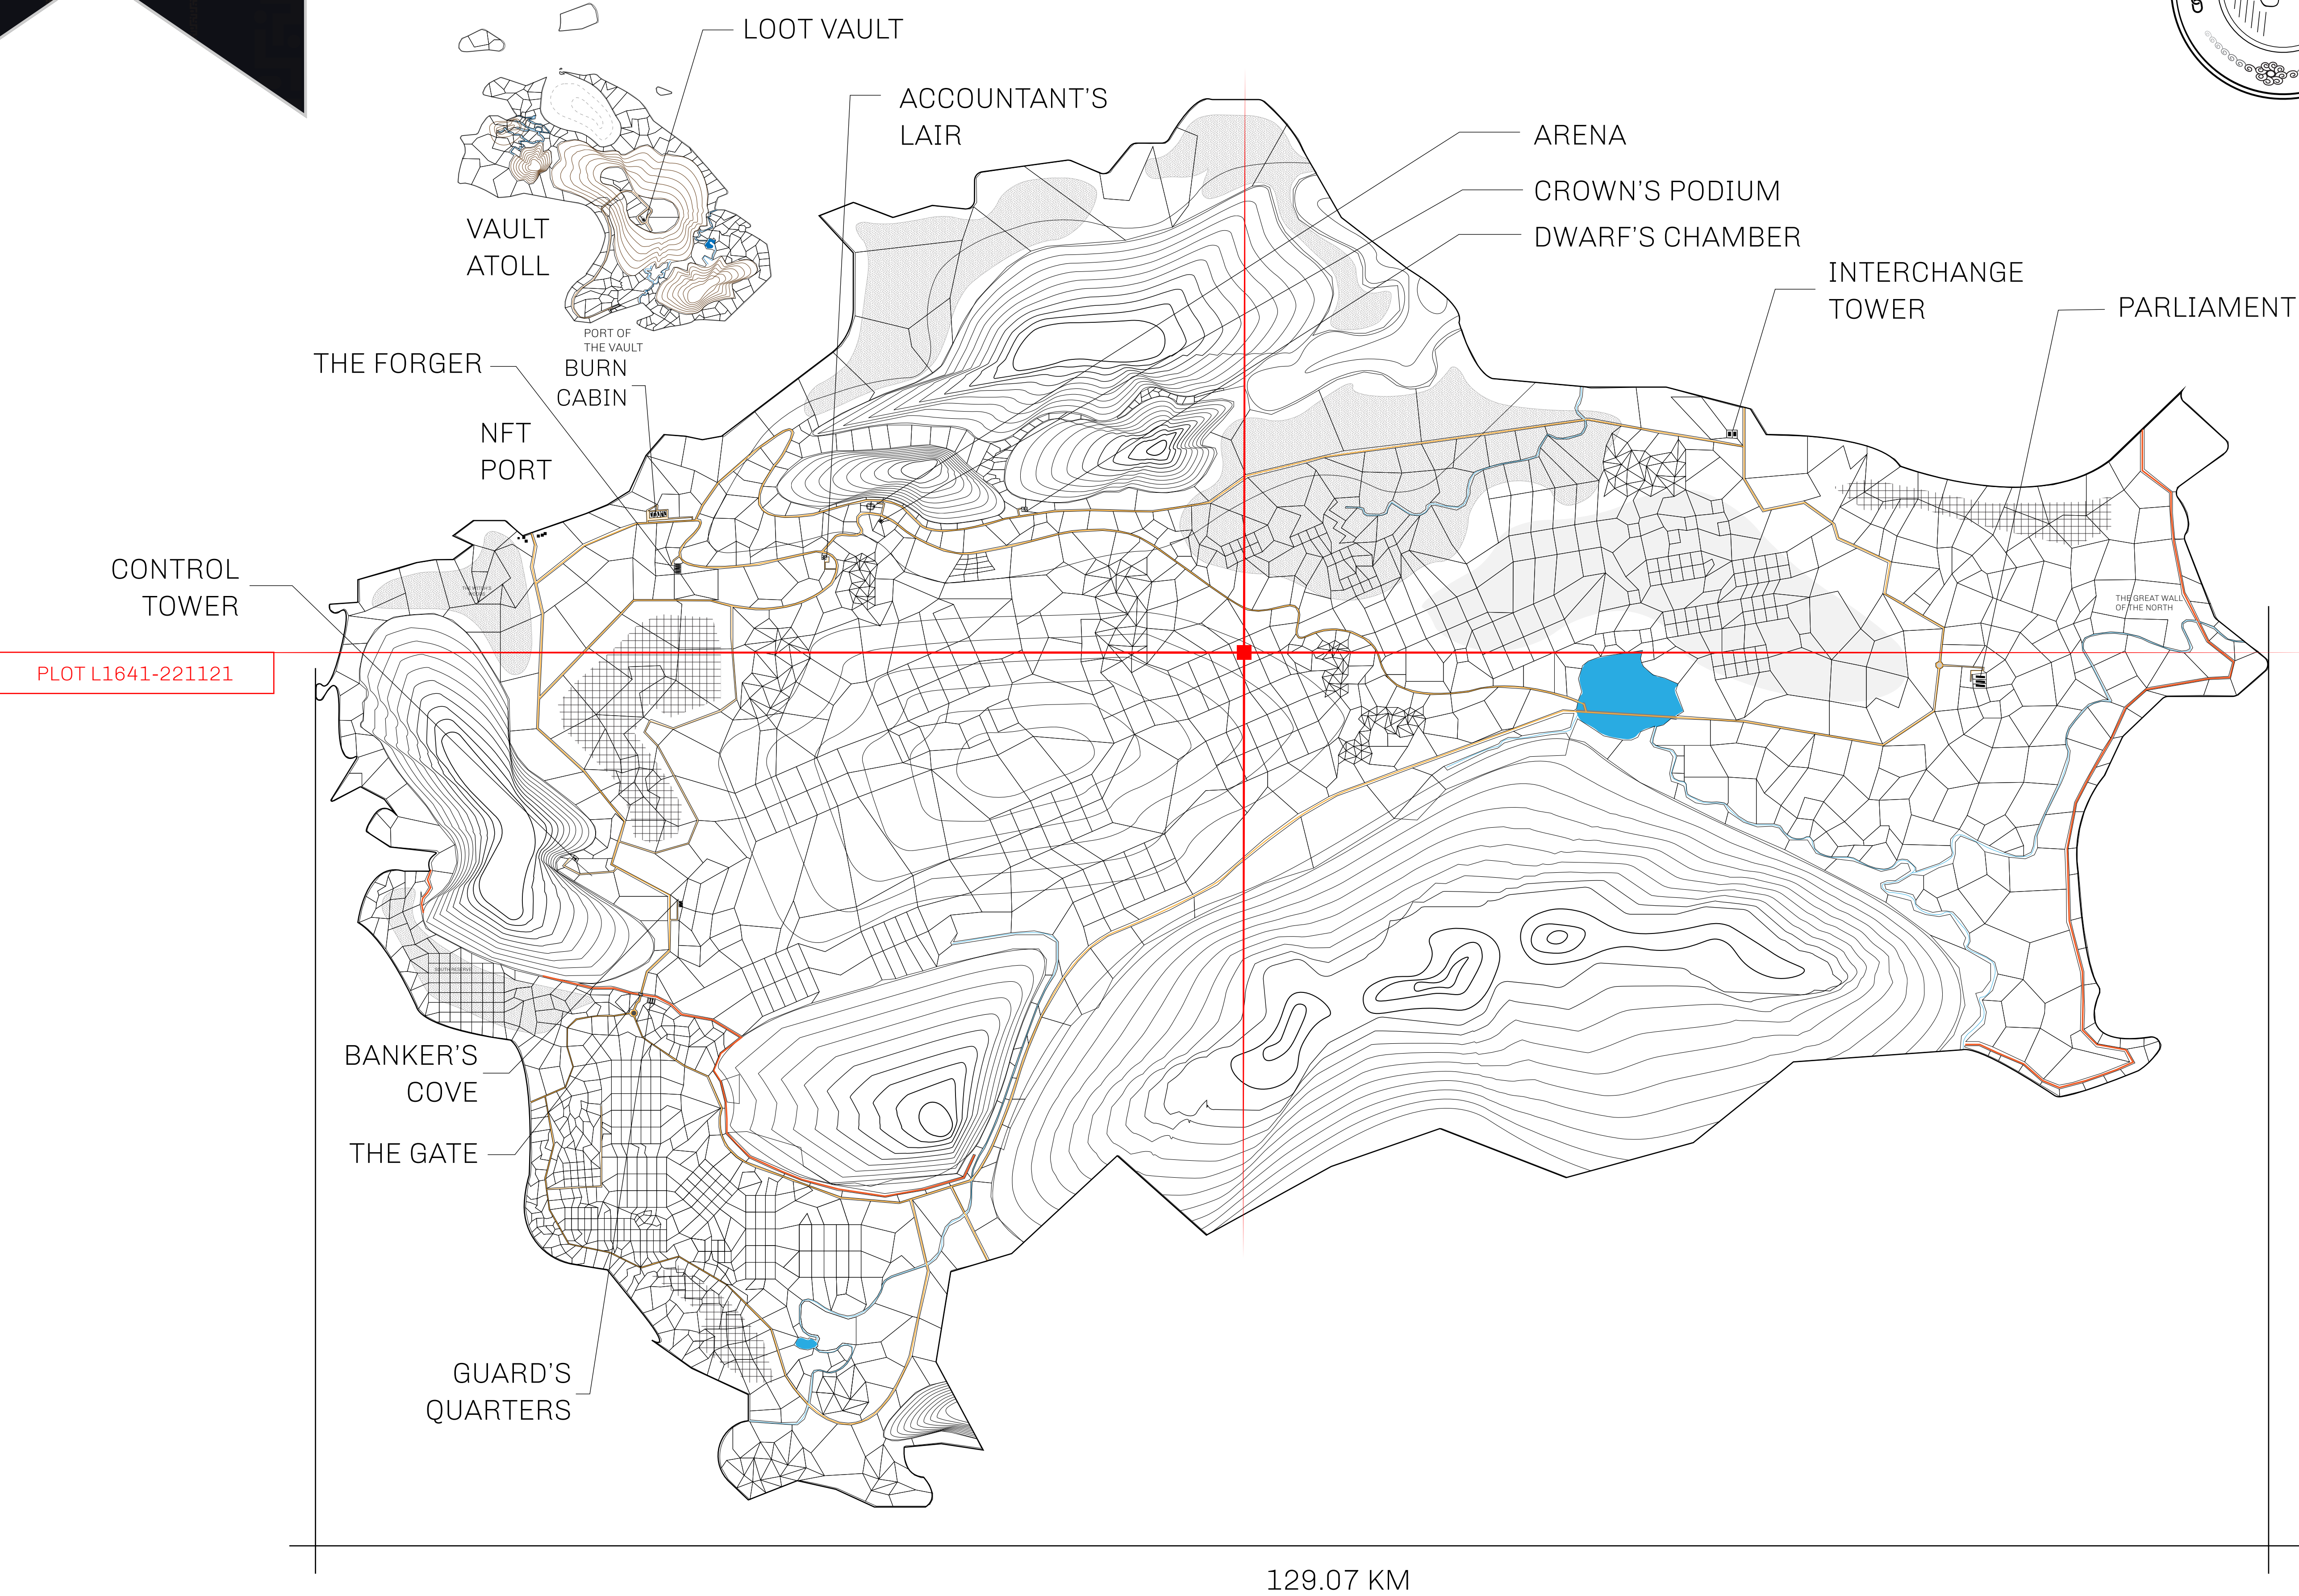 LOOT VAULT
ACCOUNTANT'S
LAIR
ARENA
CROWN'S PODIUM
DWARF'S CHAMBER
VAULT
ATOLL
INTERCHANGE
TOWER
PARLIAMENT
PORT OF
THE VAULT
THE FORGER
BURN
CABIN
NFT
PORT
CONTROL
TOWER
THE GREAT WALL
OF THE NORTH
PLOT L1641-221121
SOUTH RESERVE
BANKER'S
COVE
THE GATE
GUARD'S
QUARTERS
129.07 KM